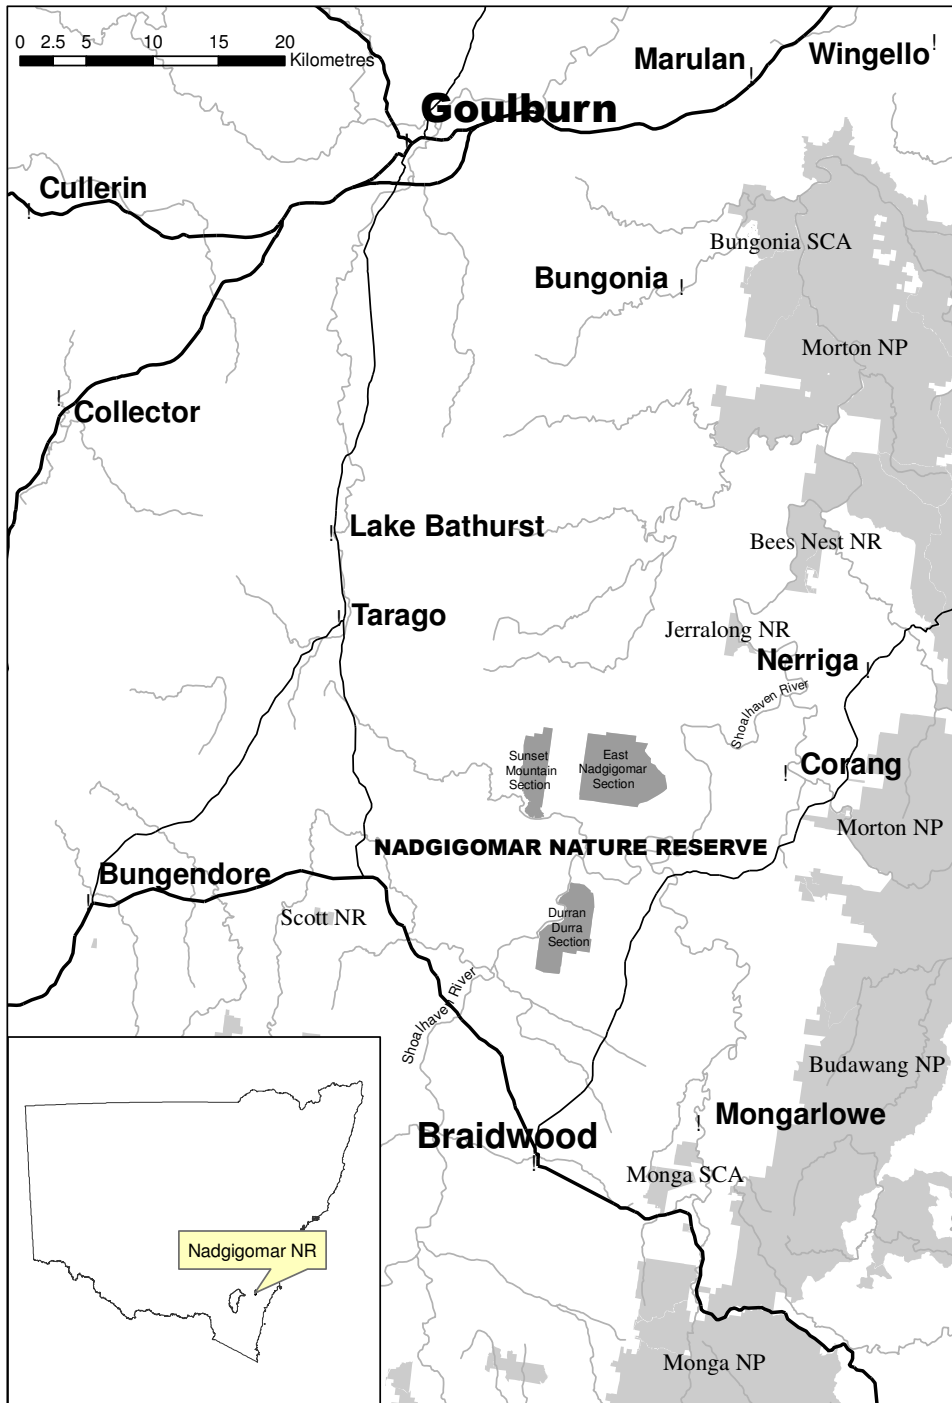 0 2.5 5 10 15 20
Kilometres
Marulan
Wingello
Goulburn
Cullerin
Bungonia SCA
Bungonia
Morton NP
Collector
Lake Bathurst
Bees Nest NR
Tarago
Jerralong NR
Nerriga
Shoalhaven River
Sunset
Mountain
Section
East
Nadgigomar
Section
Corang
Morton NP
NADGIGOMAR NATURE RESERVE
Bungendore
Scott NR
Durran
Durra
Section
Shoalhaven River
Budawang NP
Mongarlowe
Braidwood
Monga SCA
Nadgigomar NR
Monga NP